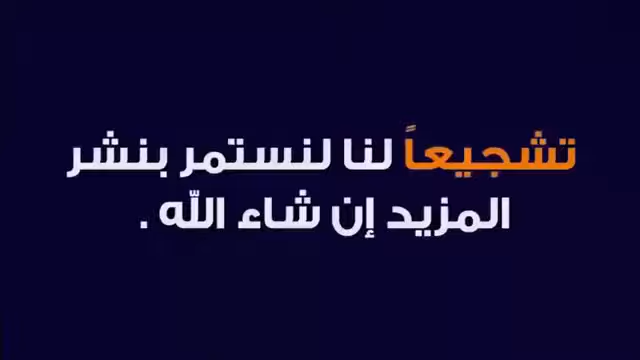 تشجيعاً لنا لنستمر بنشر
المزيد إن شاء الله .